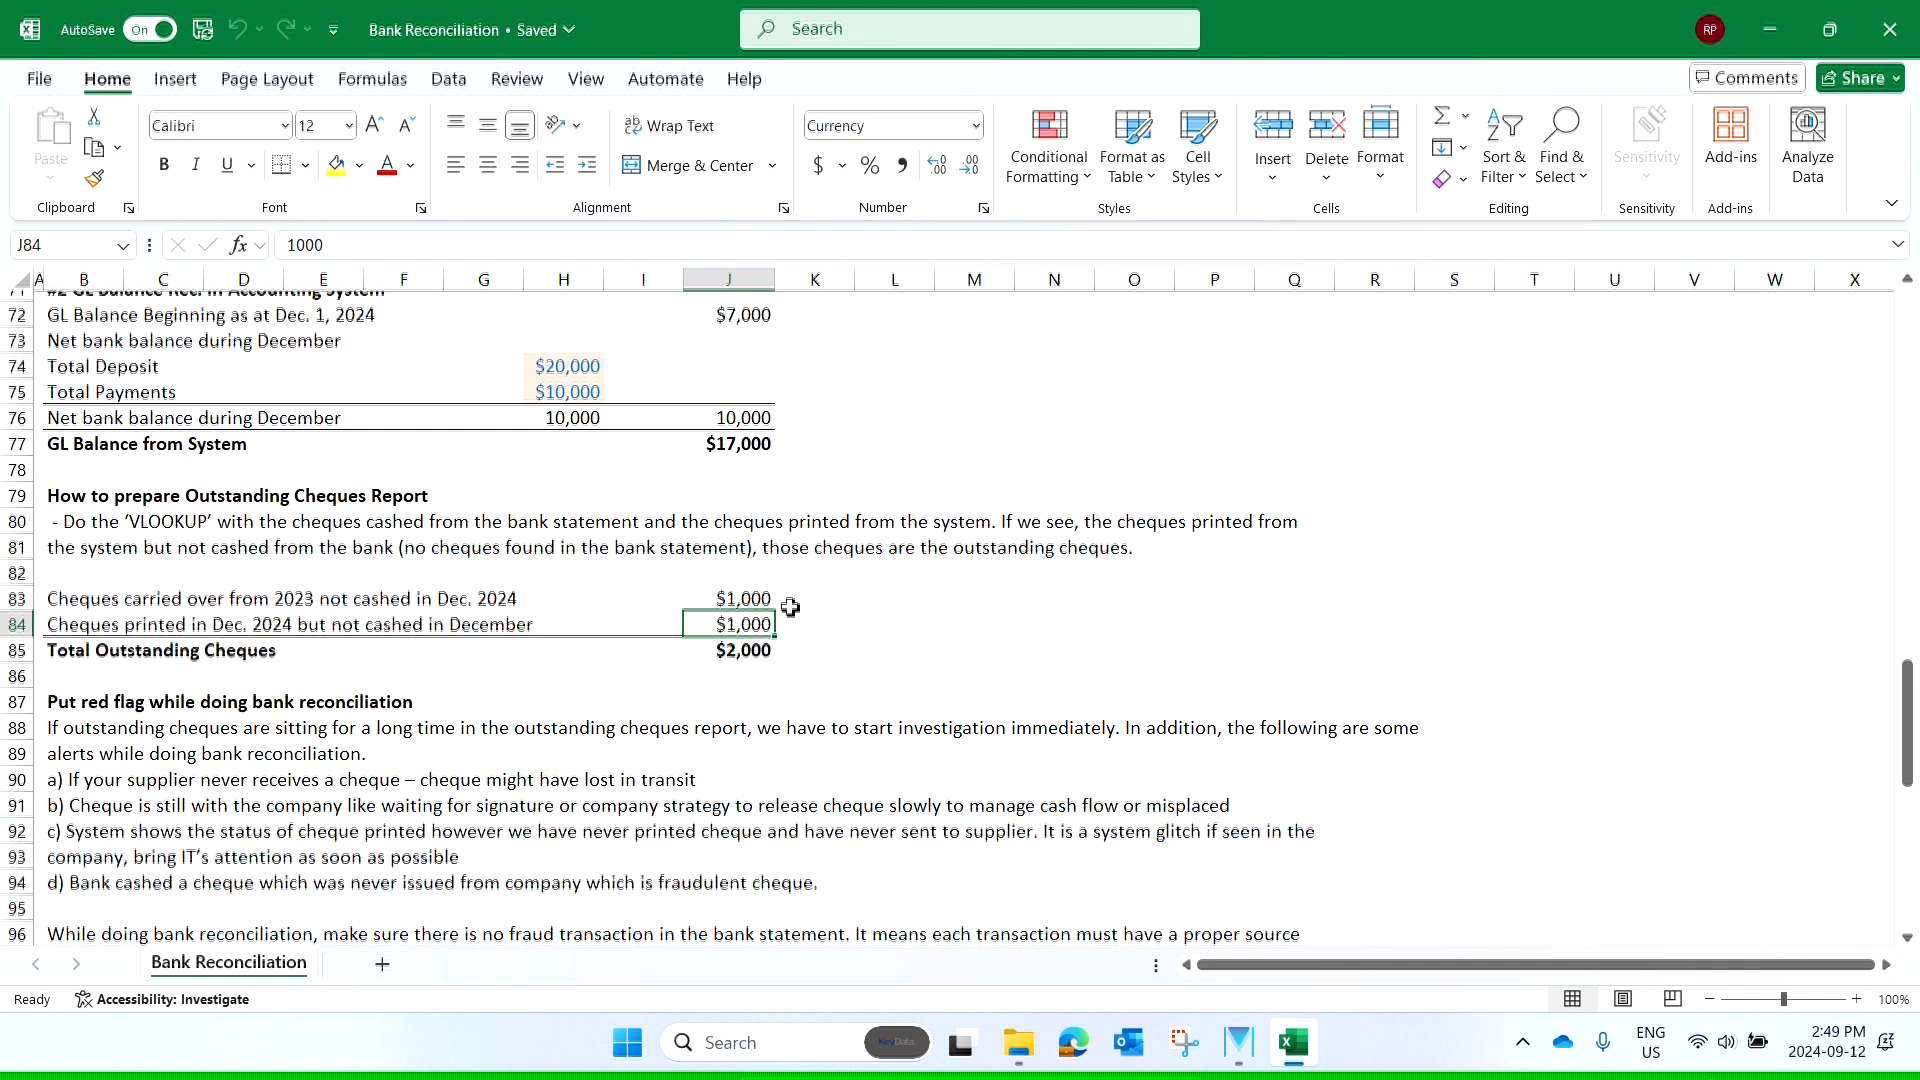 AutoSave On Bank Reconciliation • Saved Search RP
File Home Insert Page Layout Formulas Data Review View Automate Help Comments Share
Paste Calibri 12 Wrap Text Currency Conditional Formatting Format as Table Cell Styles Insert Delete Format Sort & Filter Find & Select Sensitivity Add-ins Analyze Data
B I U Merge & Center $ % 
Clipboard Font Alignment Number Styles Cells Editing Sensitivity Add-ins
J84 fx 1000
A B C D E F G H I J K L M N O P Q R S T U V W X
72 GL Balance Beginning as at Dec. 1, 2024 $7,000
73 Net bank balance during December
74 Total Deposit $20,000
75 Total Payments $10,000
76 Net bank balance during December 10,000 10,000
77 GL Balance from System $17,000
78
79 How to prepare Outstanding Cheques Report
80 - Do the ‘VLOOKUP’ with the cheques cashed from the bank statement and the cheques printed from the system. If we see, the cheques printed from
81 the system but not cashed from the bank (no cheques found in the bank statement), those cheques are the outstanding cheques.
82
83 Cheques carried over from 2023 not cashed in Dec. 2024 $1,000
84 Cheques printed in Dec. 2024 but not cashed in December $1,000
85 Total Outstanding Cheques $2,000
86
87 Put red flag while doing bank reconciliation
88 If outstanding cheques are sitting for a long time in the outstanding cheques report, we have to start investigation immediately. In addition, the following are some
89 alerts while doing bank reconciliation.
90 a) If your supplier never receives a cheque – cheque might have lost in transit
91 b) Cheque is still with the company like waiting for signature or company strategy to release cheque slowly to manage cash flow or misplaced
92 c) System shows the status of cheque printed however we have never printed cheque and have never sent to supplier. It is a system glitch if seen in the
93 company, bring IT’s attention as soon as possible
94 d) Bank cashed a cheque which was never issued from company which is fraudulent cheque.
95
96 While doing bank reconciliation, make sure there is no fraud transaction in the bank statement. It means each transaction must have a proper source
Bank Reconciliation
Ready Accessibility: Investigate 100%
Search KeyData ENG US 2:49 PM 2024-09-12